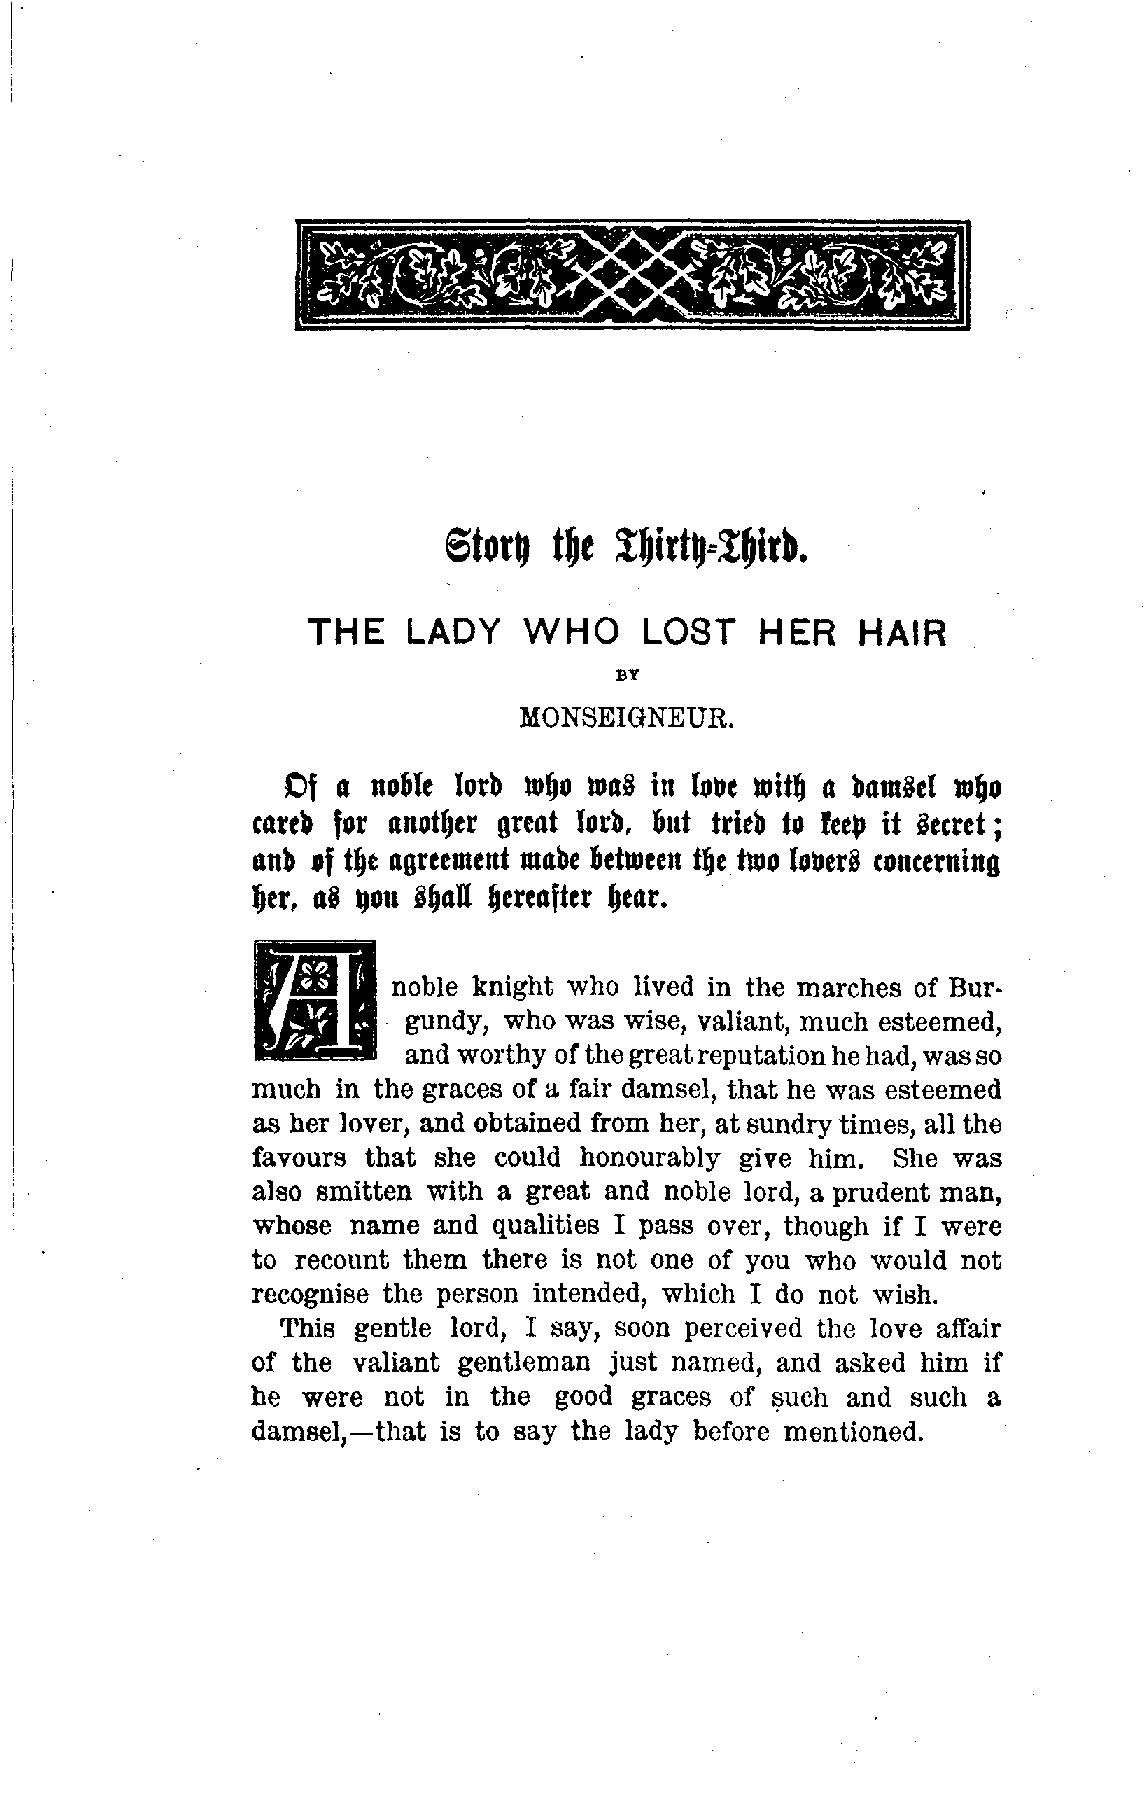 Story the Thirty-Third.
THE LADY WHO LOST HER HAIR
BY
MONSEIGNEUR.
Of a noble lord who was in love with a damsel who
cared for another great lord, but tried to keep it secret;
and of the agreement made between the two lovers concerning
her, as you shall hereafter hear.
A noble knight who lived in the marches of Bur-
gundy, who was wise, valiant, much esteemed,
and worthy of the great reputation he had, was so
much in the graces of a fair damsel, that he was esteemed
as her lover, and obtained from her, at sundry times, all the
favours that she could honourably give him. She was
also smitten with a great and noble lord, a prudent man,
whose name and qualities I pass over, though if I were
to recount them there is not one of you who would not
recognise the person intended, which I do not wish.
This gentle lord, I say, soon perceived the love affair
of the valiant gentleman just named, and asked him if
he were not in the good graces of such and such a
damsel,—that is to say the lady before mentioned.